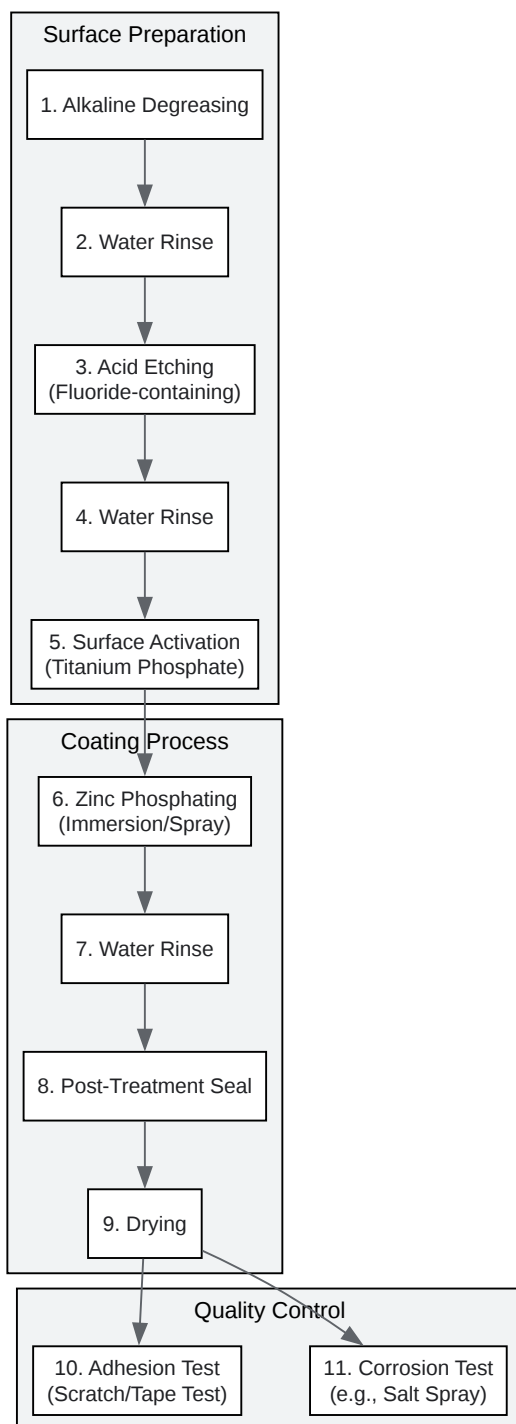 Surface Preparation
1. Alkaline Degreasing
2. Water Rinse
3. Acid Etching
(Fluoride-containing)
4. Water Rinse
5. Surface Activation
(Titanium Phosphate)
Coating Process
6. Zinc Phosphating
(Immersion/Spray)
7. Water Rinse
8. Post-Treatment Seal
9. Drying
Quality Control
10. Adhesion Test
(Scratch/Tape Test)
11. Corrosion Test
(e.g., Salt Spray)